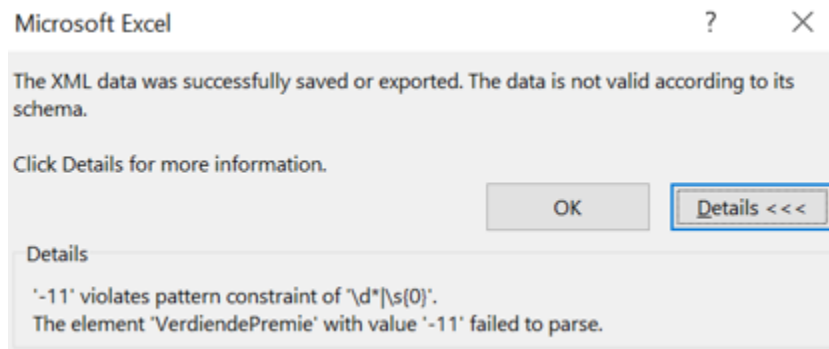 Microsoft Excel
?
The XML data was successfully saved or exported. The data is not valid according to its
schema.
Click Details for more information.
OK
Details <<<
Details
'-11' violates pattern constraint of '\d*|\s{0}'.
The element 'VerdiendePremie' with value '-11' failed to parse.